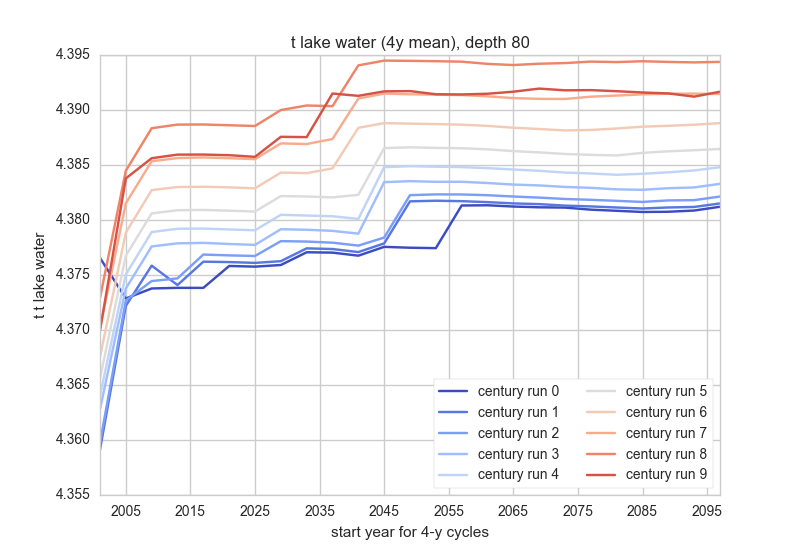 t lake water (4y mean), depth 80
4.395
4.390
4.385
4.380
4.375
4.370
4.365
4.360
4.355
t t lake water
century run 0
century run 1
century run 2
century run 3
century run 4
century run 5
century run 6
century run 7
century run 8
century run 9
2005 2015 2025 2035 2045 2055 2065 2075 2085 2095
start year for 4-y cycles